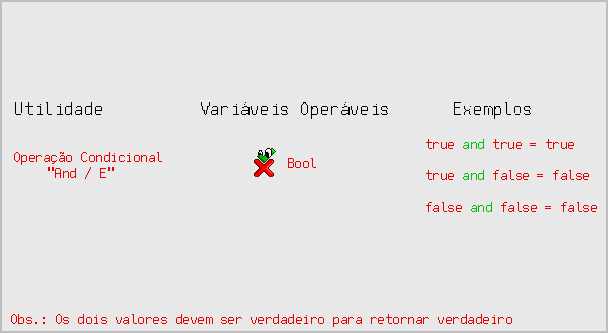 Utilidade Variáveis Operáveis Exemplos
true and true = true
Operação Condicional Bool
"And / E"
true and false = false
false and false = false
Obs.: Os dois valores devem ser verdadeiro para retornar verdadeiro